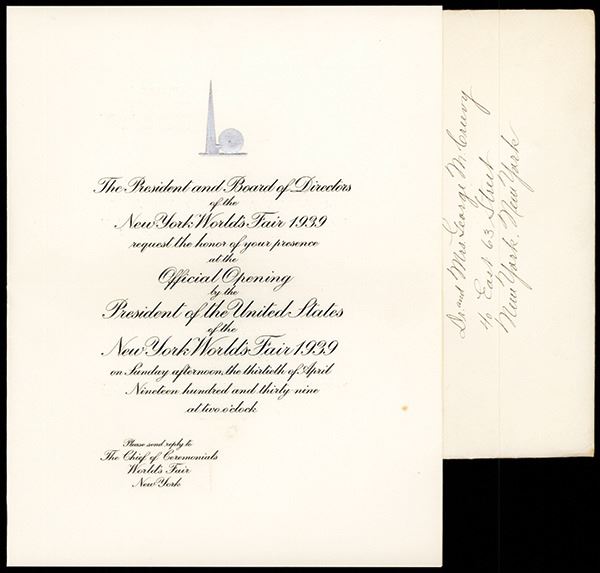 The President and Board of Directors
of the
New York World's Fair 1939
request the honor of your presence
at the
Official Opening
by the
President of the United States
of the
New York World's Fair 1939
on Sunday afternoon, the thirtieth of April
Nineteen hundred and thirty nine
at two o'clock
Please send reply to
The Chief of Ceremonials
World's Fair
New York
Dr. and Mrs. George M.
East 63 Street
New York. New York